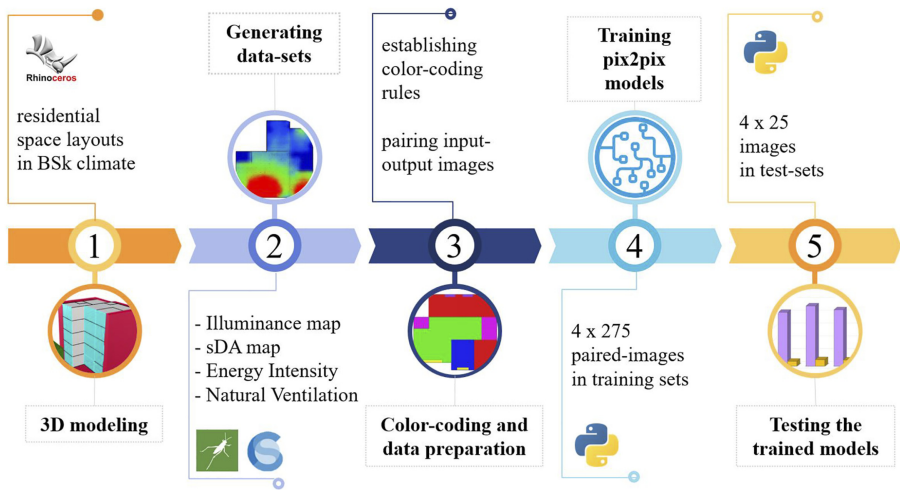 Rhinoceros
residential
space layouts
in BSk climate
1
3D modeling
Generating
data-sets
2
- Illuminance map
- sDA map
- Energy Intensity
- Natural Ventilation
establishing
color-coding
rules
pairing input-
output images
3
Color-coding and
data preparation
Training
pix2pix
models
4
4 x 275
paired-images
in training sets
4 x 25
images
in test-sets
5
Testing the
trained models